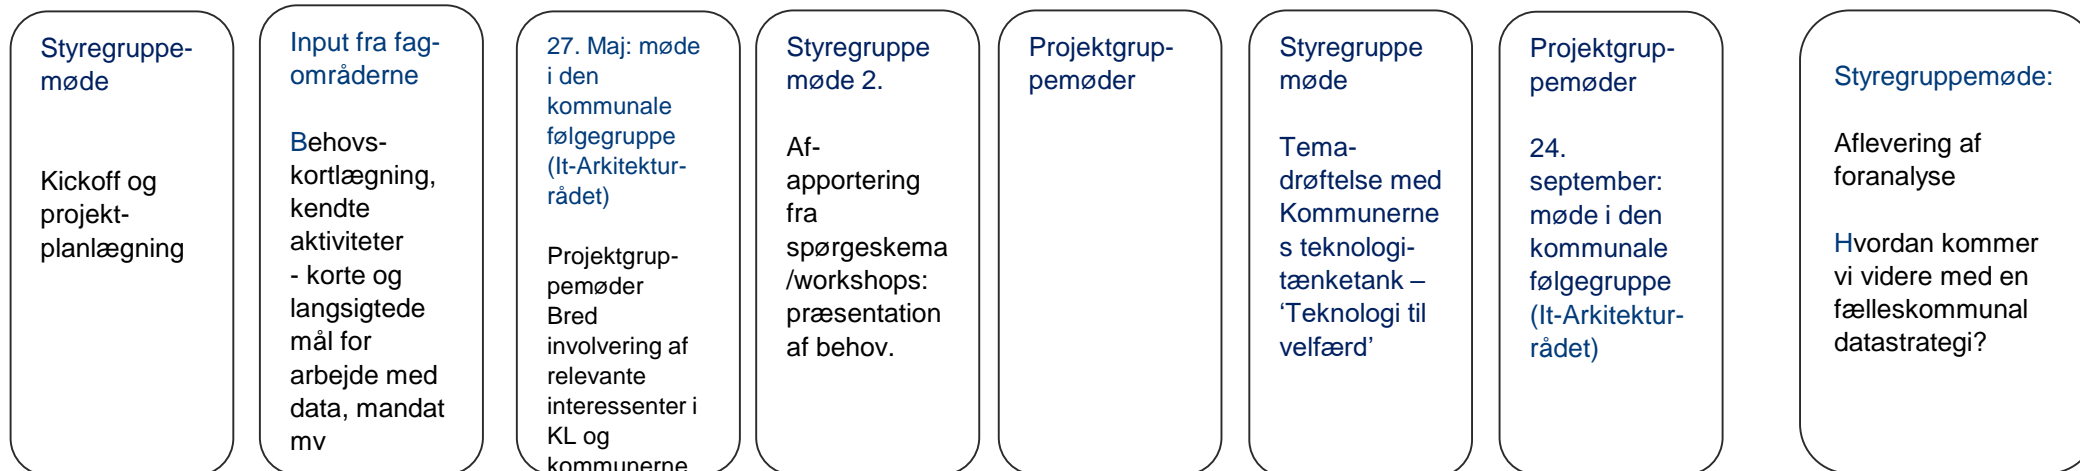 Styregruppe-
møde
Kickoff og
projekt-
planlægning
Input fra fag-
områderne
Behovs-
kortlægning,
kendte
aktiviteter
- korte og
langsigtede
mål for
arbejde med
data, mandat
mv
27. Maj: møde
i den
kommunale
følgegruppe
(It-Arkitektur-
rådet)
Projektgrup-
pemøder
Bred
involvering af
relevante
interessenter i
KL og
kommunerne
Styregruppe
møde 2.
Af-
apportering
fra
spørgeskema
/workshops:
præsentation
af behov.
Projektgrup-
pemøder
Styregruppe
møde
Tema-
drøftelse med
Kommunerne
s teknologi-
tænketank –
‘Teknologi til
velfærd’
Projektgrup-
pemøder
24.
september:
møde i den
kommunale
følgegruppe
(It-Arkitektur-
rådet)
Styregruppemøde:
Aflevering af
foranalyse
Hvordan kommer
vi videre med en
fælleskommunal
datastrategi?